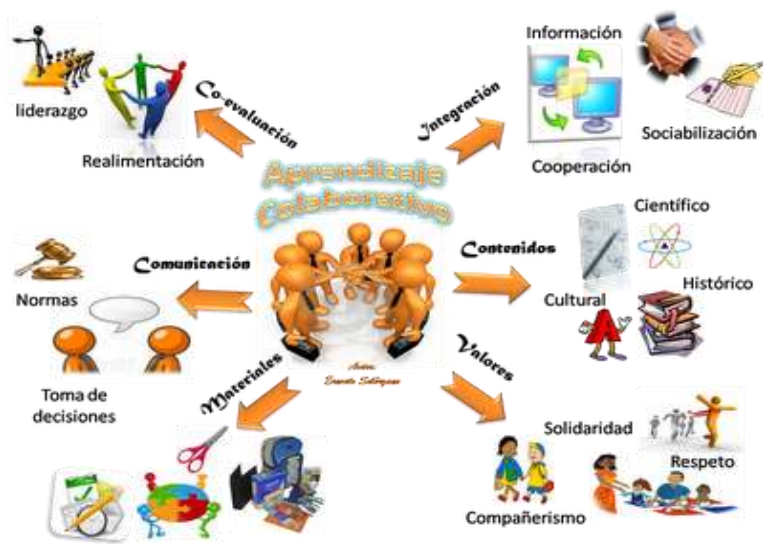 liderazgo
Realimentación
Co-evaluación
Integración
Información
Cooperación
Sociabilización
Aprendizaje
Colaborativo
Comunicación
Normas
Toma de
decisiones
Contenidos
Científico
Cultural
Histórico
A
Materiales
Valores
Solidaridad
Respeto
Compañerismo